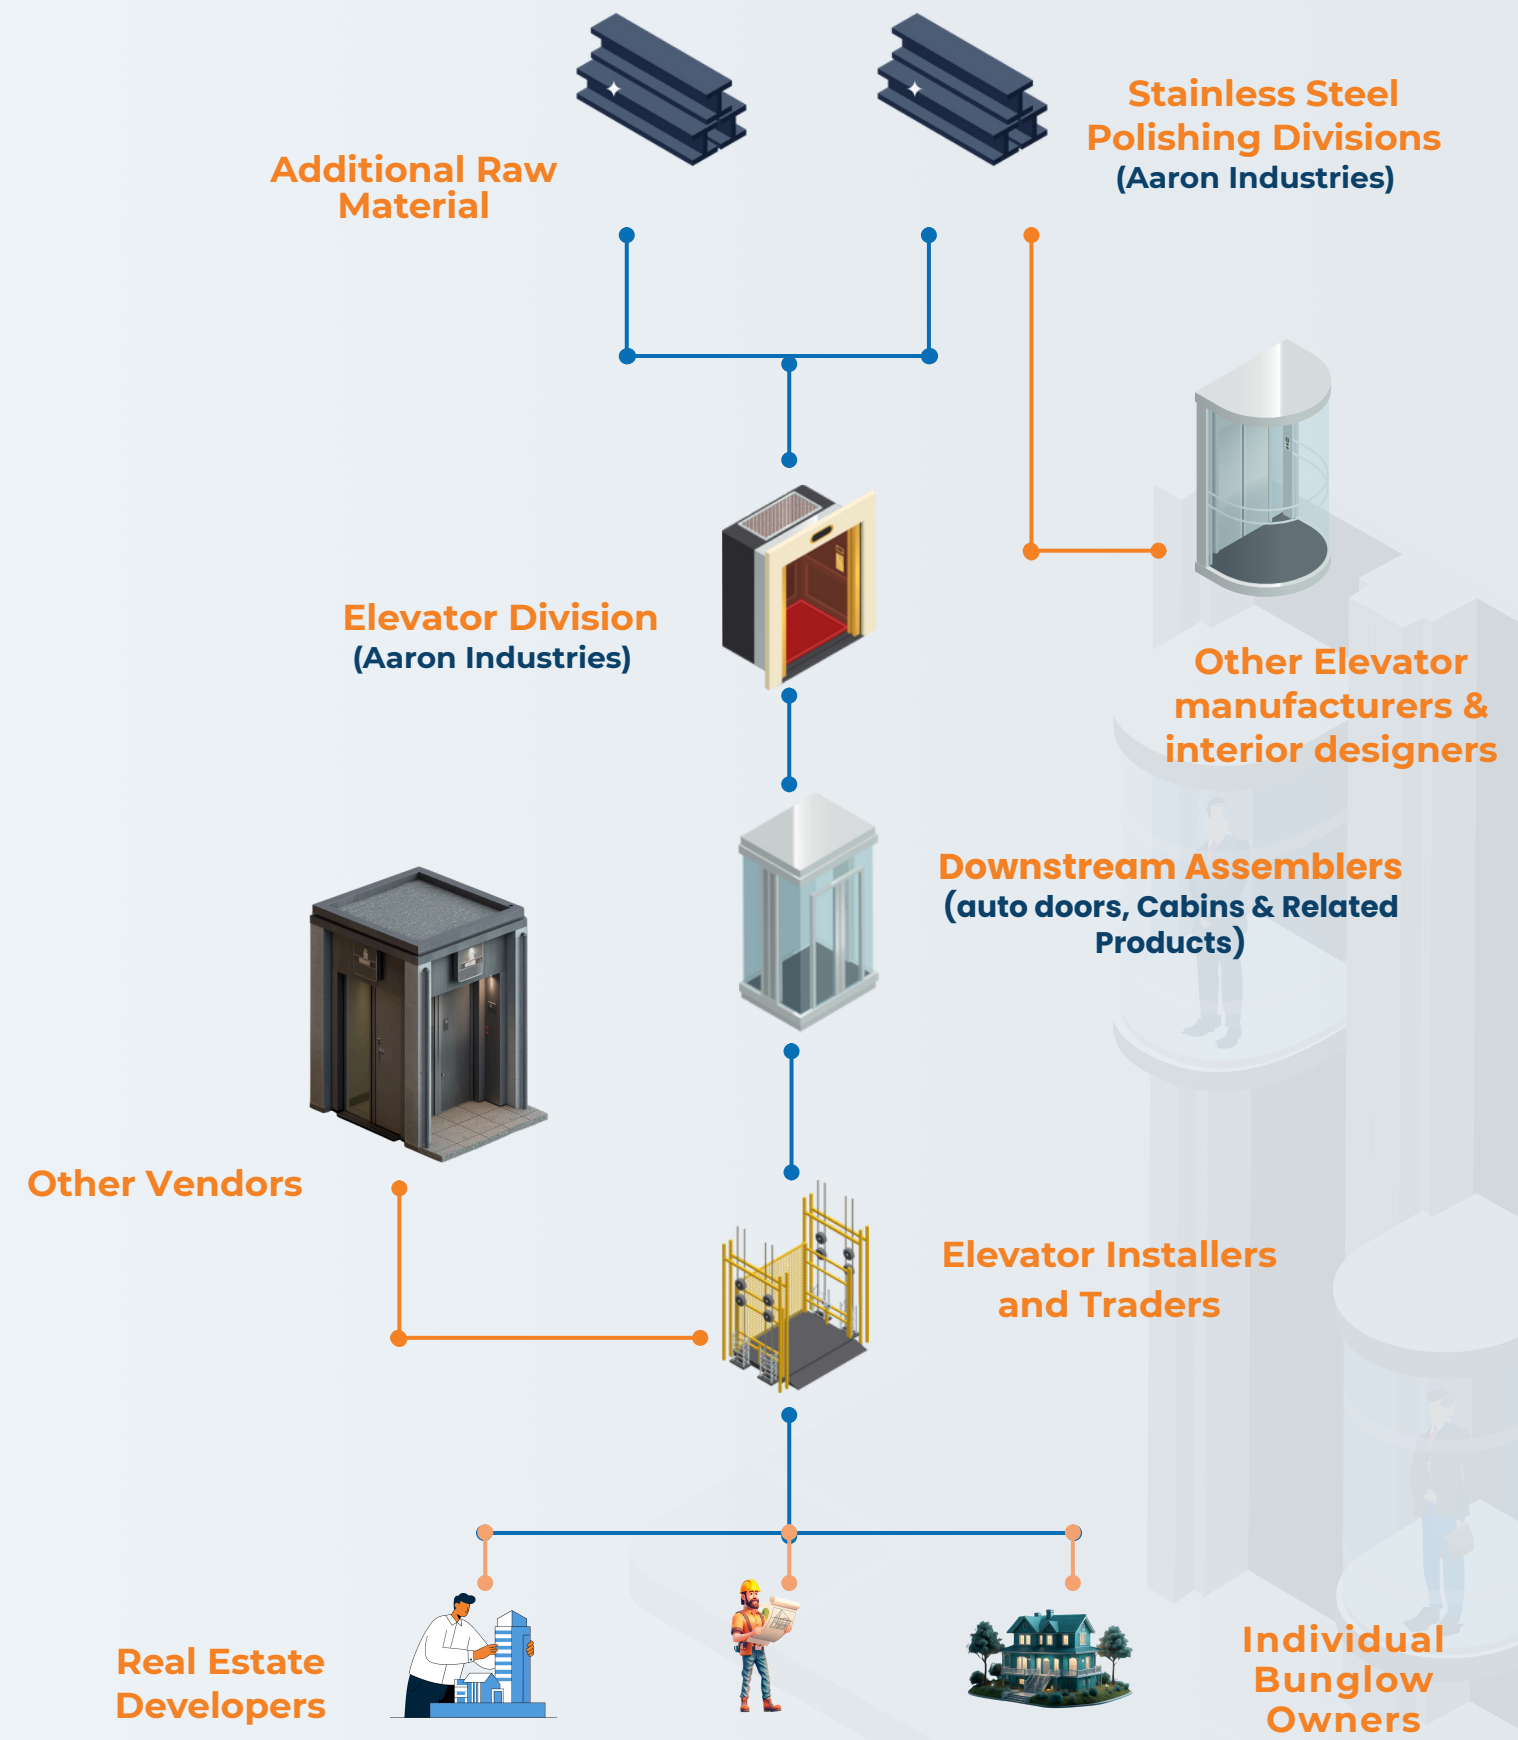 Stainless Steel
Polishing Divisions
(Aaron Industries)
Additional Raw
Material
Elevator Division
(Aaron Industries)
Other Elevator
manufacturers &
interior designers
Downstream Assemblers
(auto doors, Cabins & Related
Products)
Other Vendors
Elevator Installers
and Traders
Real Estate
Developers
Individual
Bunglow
Owners